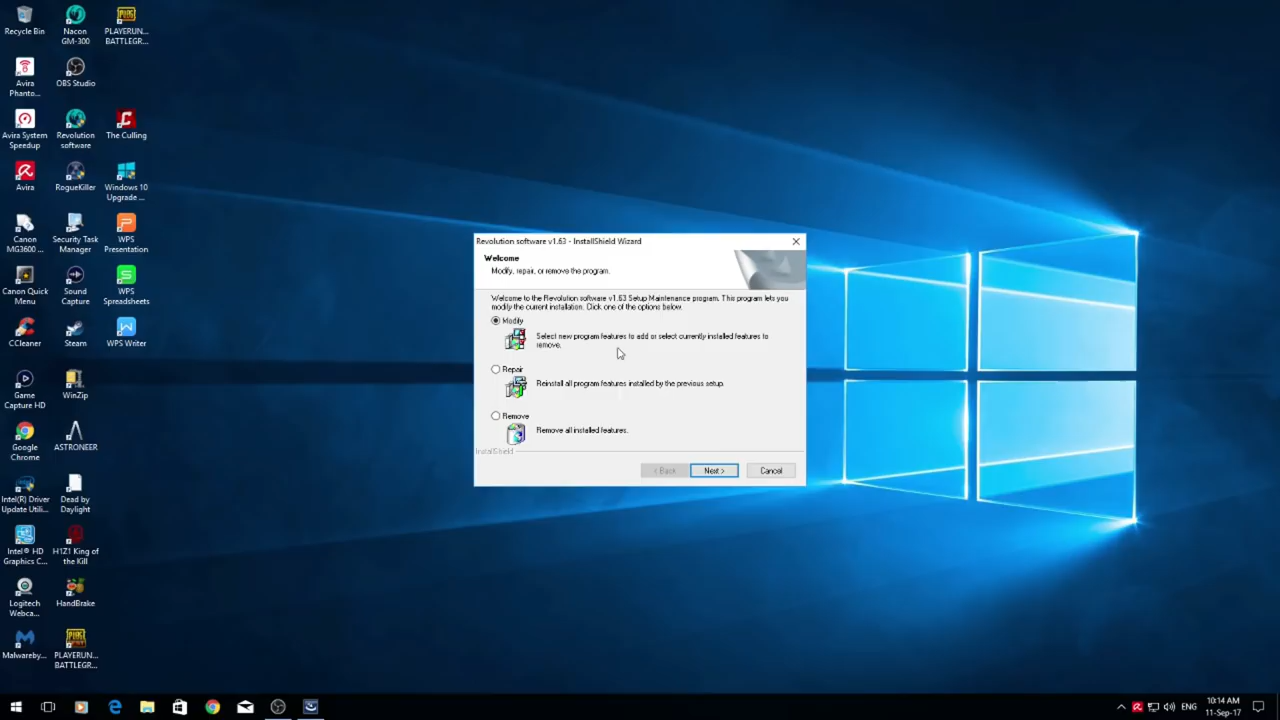 Recycle Bin
Nacon
GM-300
PLAYERUN...
BATTLEGR...
Avira
Phanto...
OBS Studio
Avira System
Speedup
Revolution
software
The Culling
Avira
RogueKiller
Windows 10
Upgrade ...
Canon
MG3600 ...
Security Task
Manager
WPS
Presentation
Canon Quick
Menu
Sound
Capture
WPS
Spreadsheets
CCleaner
Steam
WPS Writer
Game
Capture HD
WinZip
Google
Chrome
ASTRONEER
Intel(R) Driver
Update Utili...
Dead by
Daylight
Intel® HD
Graphics C...
H1Z1 King of
the Kill
Logitech
Webca...
HandBrake
Malwareby...
PLAYERUN...
BATTLEGR...
Revolution software v1.63 - InstallShield Wizard
Welcome
Modify, repair, or remove the program.
Welcome to the Revolution software v1.63 Setup Maintenance program. This program lets you
modify the current installation. Click one of the options below.
Modify
Select new program features to add or select currently installed features to
remove.
Repair
Reinstall all program features installed by the previous setup.
Remove
Remove all installed features.
InstallShield
< Back
Next >
Cancel
ENG
10:14 AM
11-Sep-17